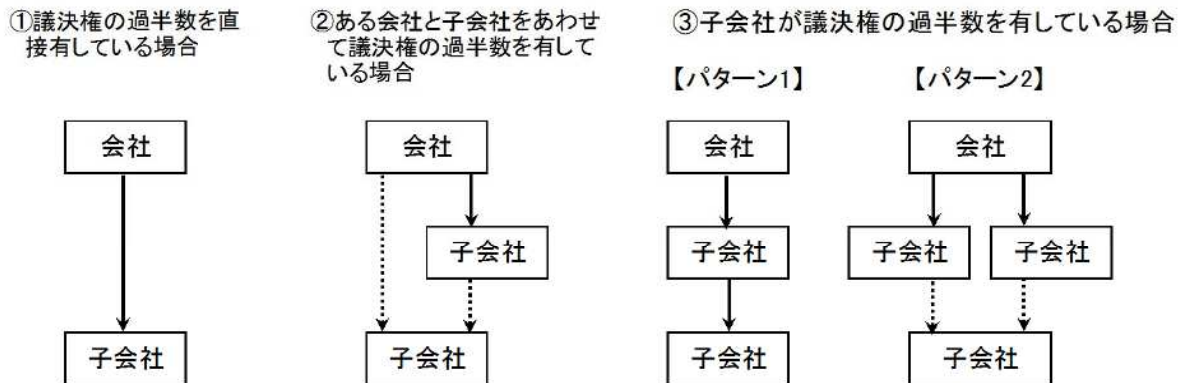 ①議決権の過半数を直
接有している場合
②ある会社と子会社をあわせ
て議決権の過半数を有して
いる場合
③子会社が議決権の過半数を有している場合
【パターン1】
【パターン2】
会社
会社
会社
会社
子会社
子会社
子会社
子会社
子会社
子会社
子会社
子会社